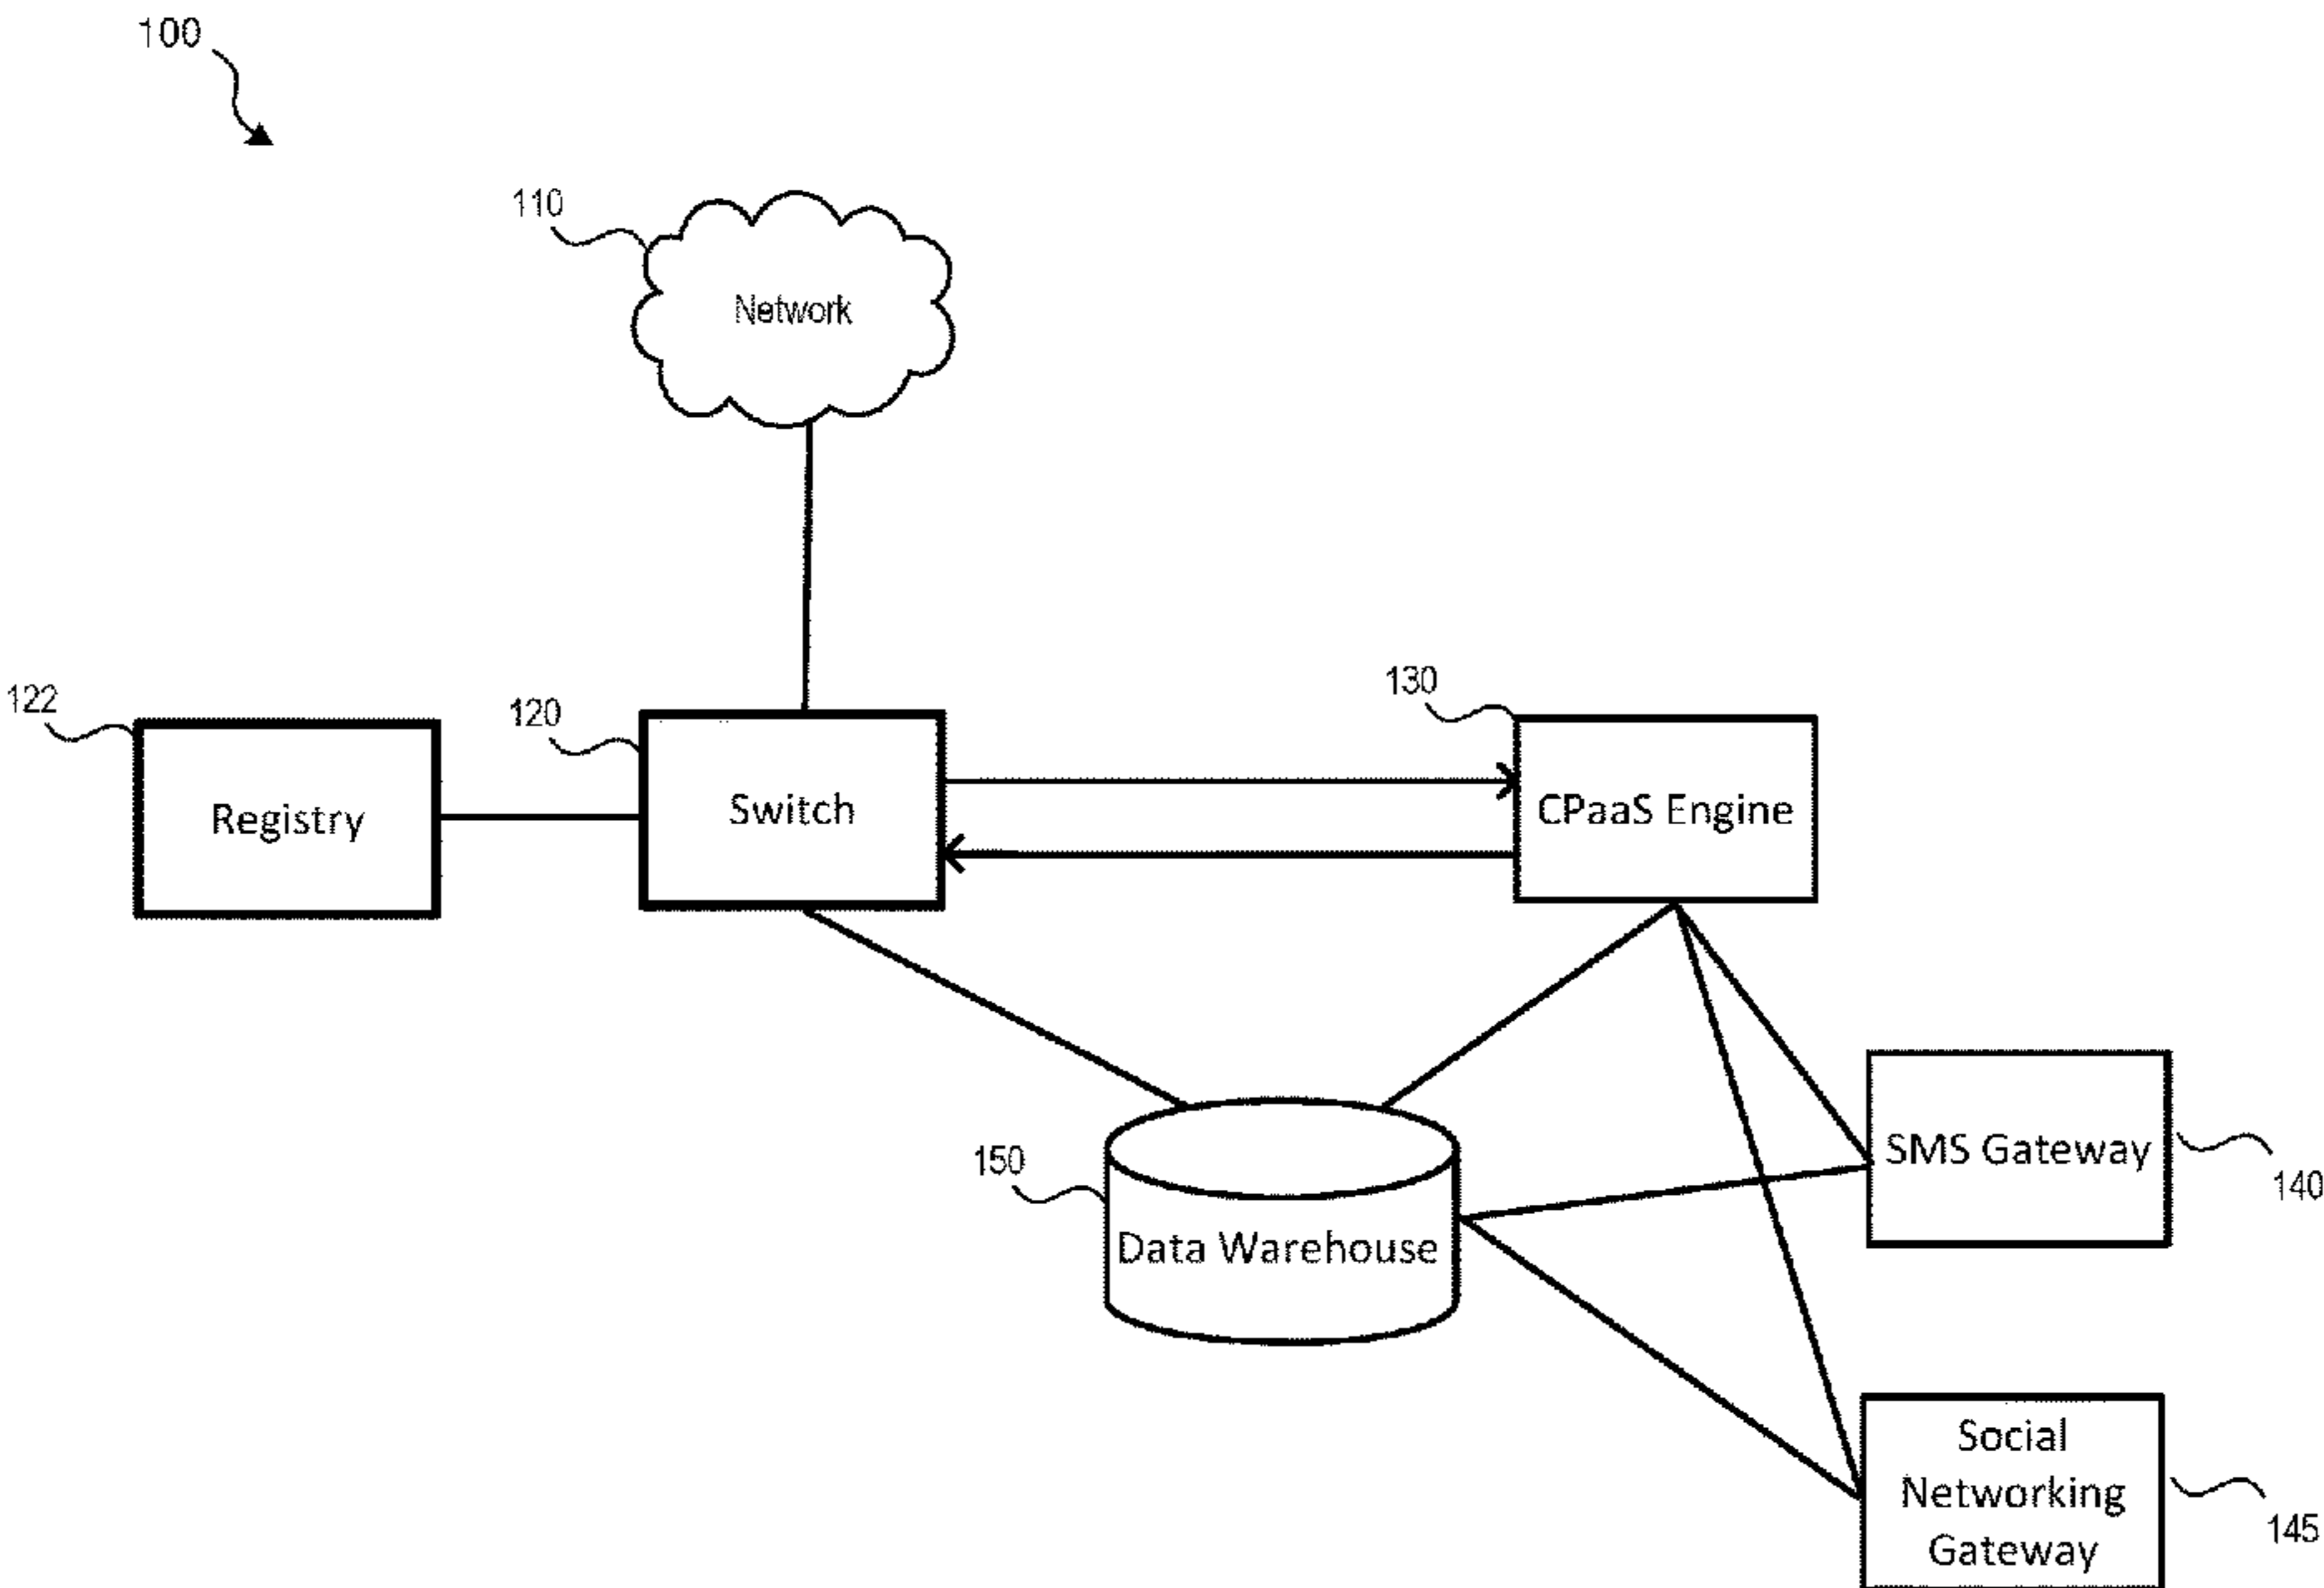 100
110
Network
122
120
130
Registry
Switch
CPaaS Engine
150
Data Warehouse
SMS Gateway
140
Social
Networking
Gateway
145